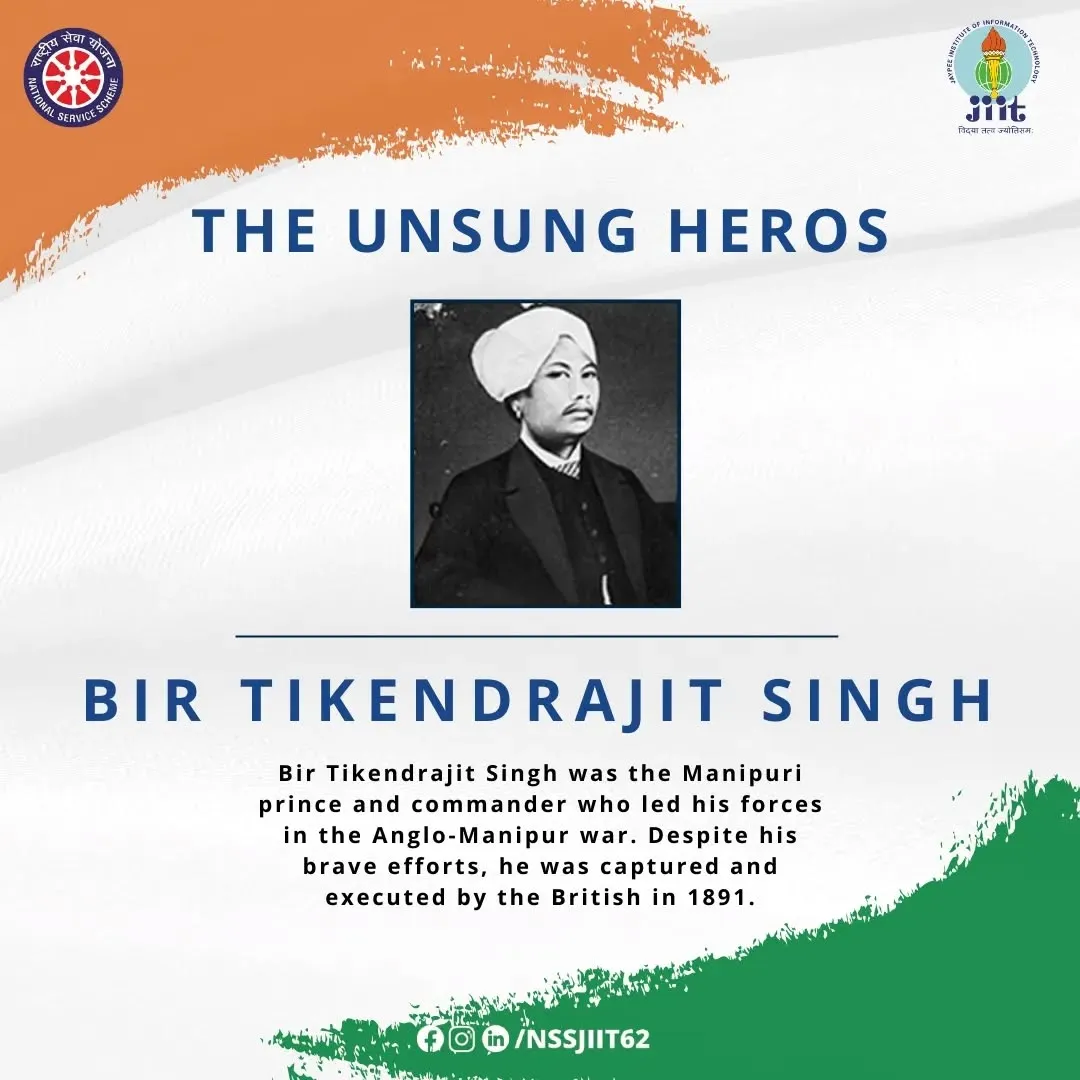 राष्ट्रीय सेवा योजना
NATIONAL SERVICE SCHEME
JAYPEE INSTITUTE OF INFORMATION TECHNOLOGY
jiit
विद्या तत्व ज्योतिसमः
THE UNSUNG HEROS
BIR TIKENDRAJIT SINGH
Bir Tikendrajit Singh was the Manipuri
prince and commander who led his forces
in the Anglo-Manipur war. Despite his
brave efforts, he was captured and
executed by the British in 1891.
/NSSJIIT62